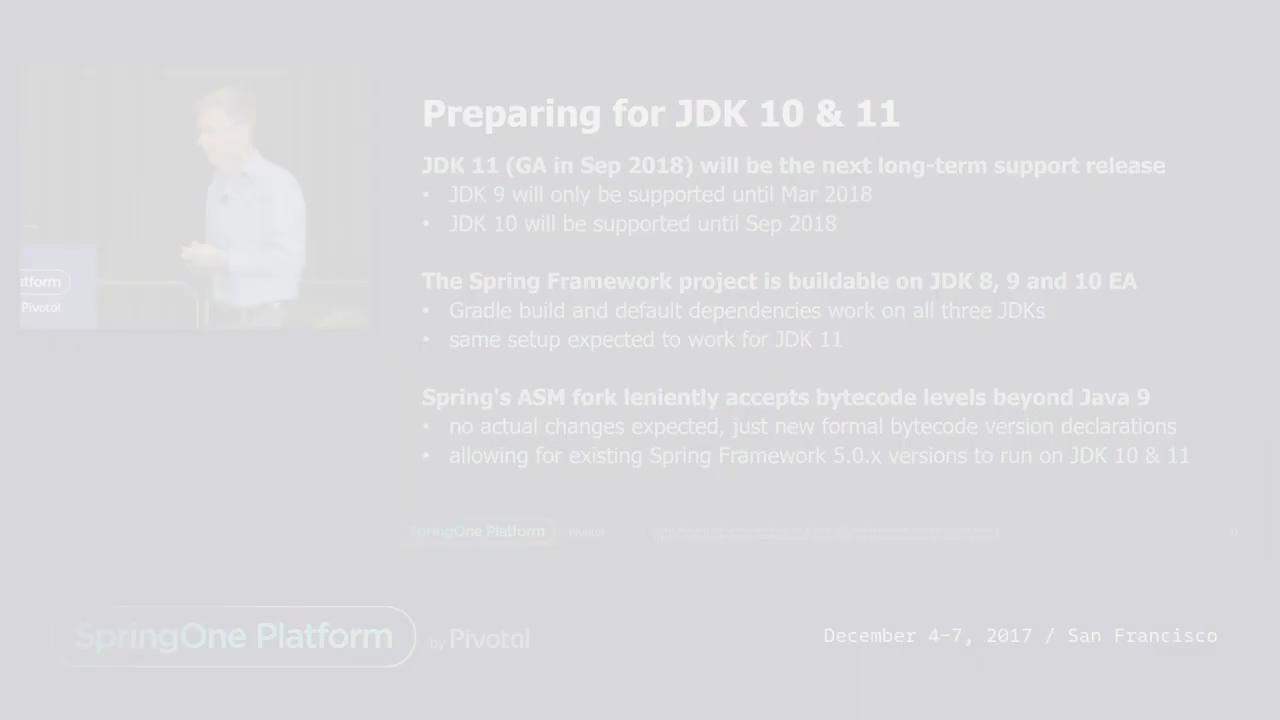 Preparing for JDK 10 & 11
JDK 11 (GA in Sep 2018) will be the next long-term support release
• JDK 9 will only be supported until Mar 2018
• JDK 10 will be supported until Sep 2018
The Spring Framework project is buildable on JDK 8, 9 and 10 EA
• Gradle build and default dependencies work on all three JDKs
• same setup expected to work for JDK 11
Spring's ASM fork leniently accepts bytecode levels beyond Java 9
• no actual changes expected, just new formal bytecode version declarations
• allowing for existing Spring Framework 5.0.x versions to run on JDK 10 & 11
tform
Pivotal
SpringOne Platform Pivotal
SpringOne Platform by Pivotal
December 4-7, 2017 / San Francisco